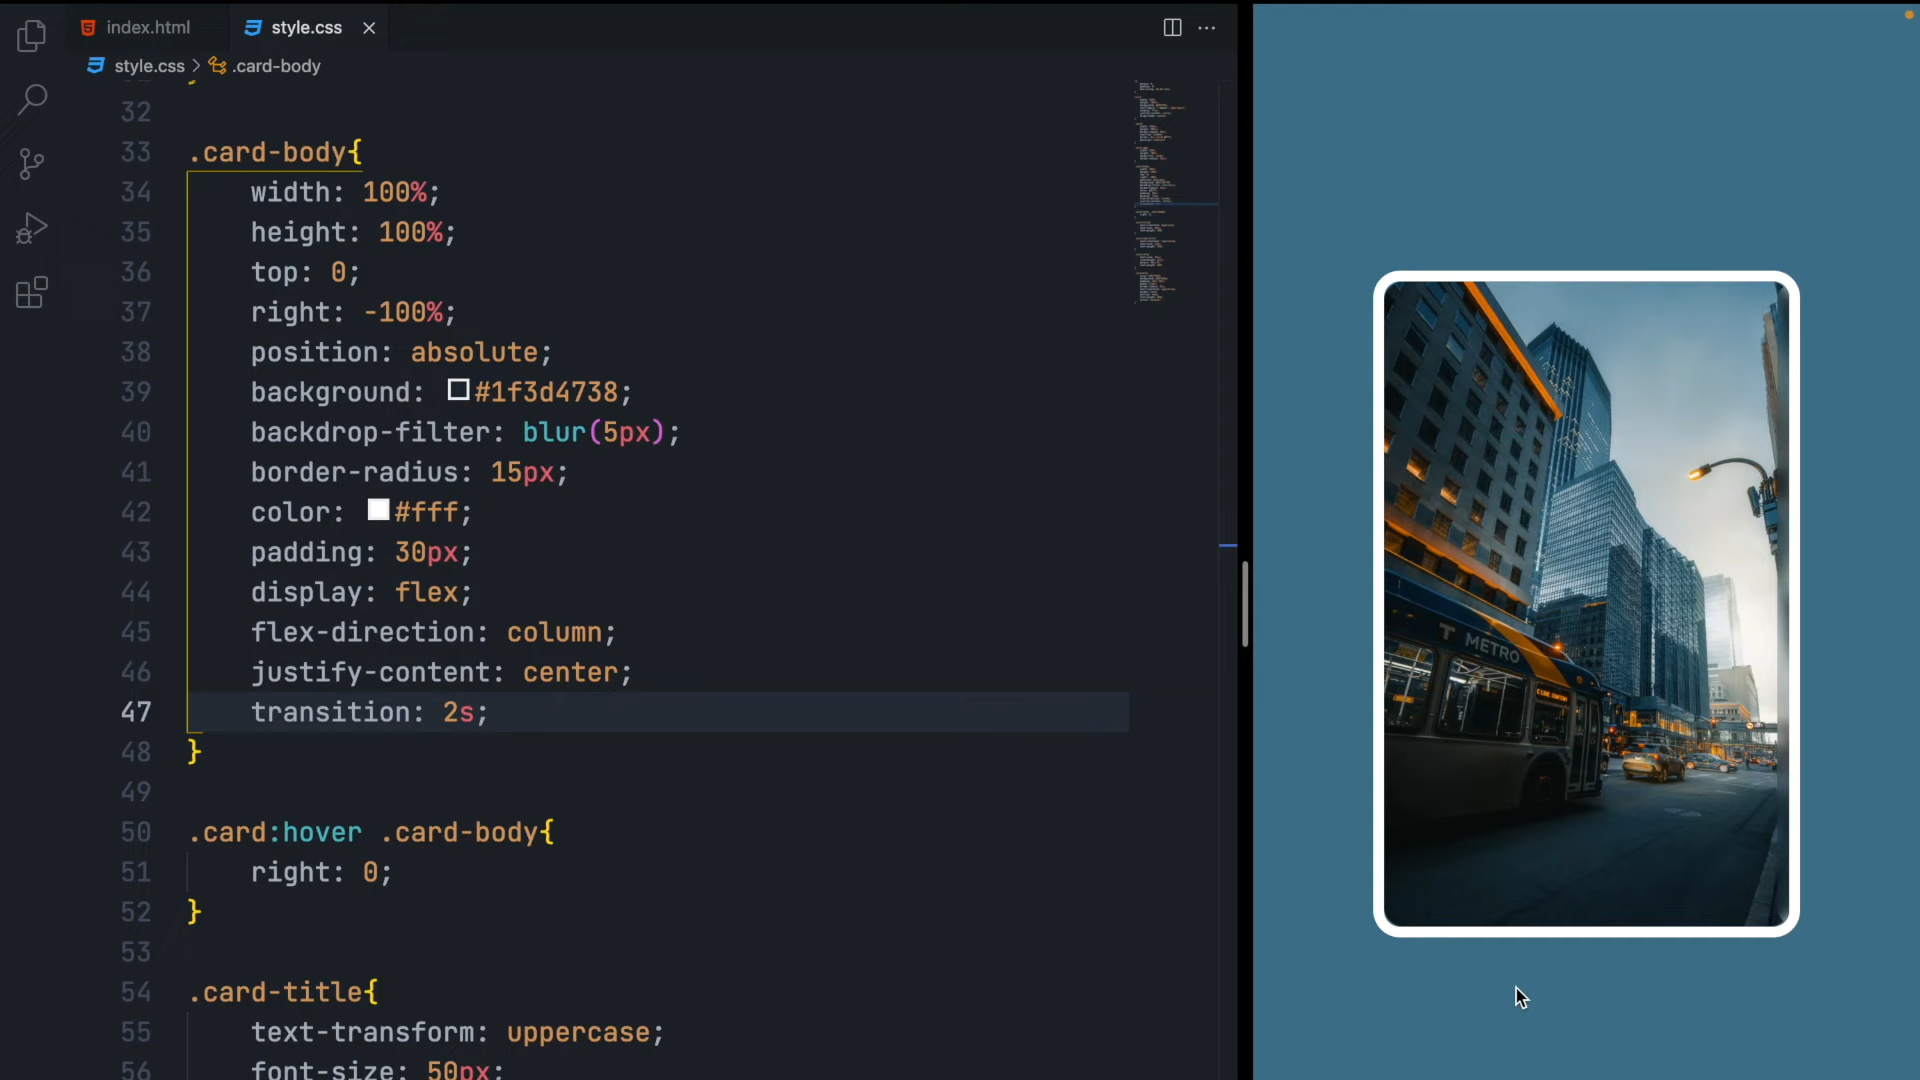 index.html
style.css
style.css > .card-body
32
33 .card-body{
34 width: 100%;
35 height: 100%;
36 top: 0;
37 right: -100%;
38 position: absolute;
39 background: #1f3d4738;
40 backdrop-filter: blur(5px);
41 border-radius: 15px;
42 color: #fff;
43 padding: 30px;
44 display: flex;
45 flex-direction: column;
46 justify-content: center;
47 transition: 2s;
48 }
49
50 .card:hover .card-body{
51 right: 0;
52 }
53
54 .card-title{
55 text-transform: uppercase;
56 font-size: 50px;
T METRO